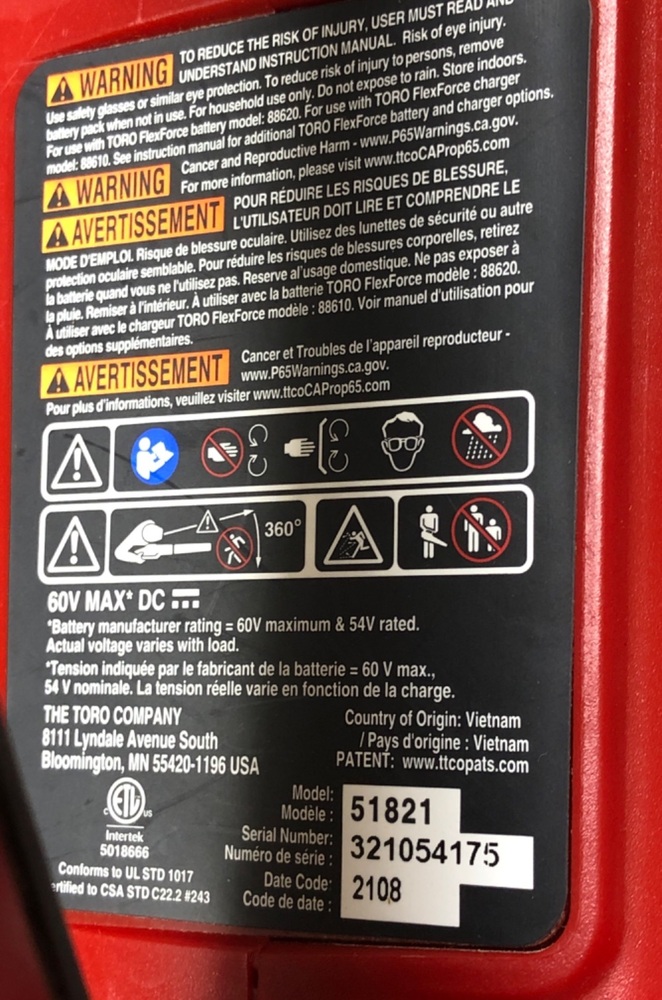 WARNING
TO REDUCE THE RISK OF INJURY, USER MUST READ AND
UNDERSTAND INSTRUCTION MANUAL. Risk of eye injury.
Use safety glasses or similar eye protection. To reduce risk of injury to persons, remove
battery pack when not in use. For household use only. Do not expose to rain. Store indoors.
For use with TORO FlexForce battery model: 88620. For use with TORO FlexForce charger
model: 88610. See instruction manual for additional TORO FlexForce battery and charger options.
WARNING
Cancer and Reproductive Harm - www.P65Warnings.ca.gov.
For more information, please visit www.ttcoCAProp65.com
AVERTISSEMENT
POUR RÉDUIRE LES RISQUES DE BLESSURE,
L'UTILISATEUR DOIT LIRE ET COMPRENDRE LE
MODE D'EMPLOI. Risque de blessure oculaire. Utilisez des lunettes de sécurité ou autre
protection oculaire semblable. Pour réduire les risques de blessures corporelles, retirez
la batterie quand vous ne l'utilisez pas. Reserve al'usage domestique. Ne pas exposer à
la pluie. Remiser à l'intérieur. À utiliser avec la batterie TORO FlexForce modèle : 88620.
À utiliser avec le chargeur TORO FlexForce modèle : 88610. Voir manuel d'utilisation pour
des options supplémentaires.
AVERTISSEMENT
Cancer et Troubles de l'appareil reproducteur -
www.P65Warnings.ca.gov.
Pour plus d'informations, veuillez visiter www.ttcoCAProp65.com
360°
60V MAX* DC
*Battery manufacturer rating = 60V maximum & 54V rated.
Actual voltage varies with load.
*Tension indiquée par le fabricant de la batterie = 60 V max.,
54 V nominale. La tension réelle varie en fonction de la charge.
THE TORO COMPANY
8111 Lyndale Avenue South
Bloomington, MN 55420-1196 USA
Country of Origin: Vietnam
/ Pays d'origine : Vietnam
PATENT: www.ttcopats.com
ETL
C US
Intertek
5018666
Conforms to UL STD 1017
ertified to CSA STD C22.2 #243
Model:
Modèle :
51821
Serial Number:
Numéro de série :
321054175
Date Code:
Code de date :
2108